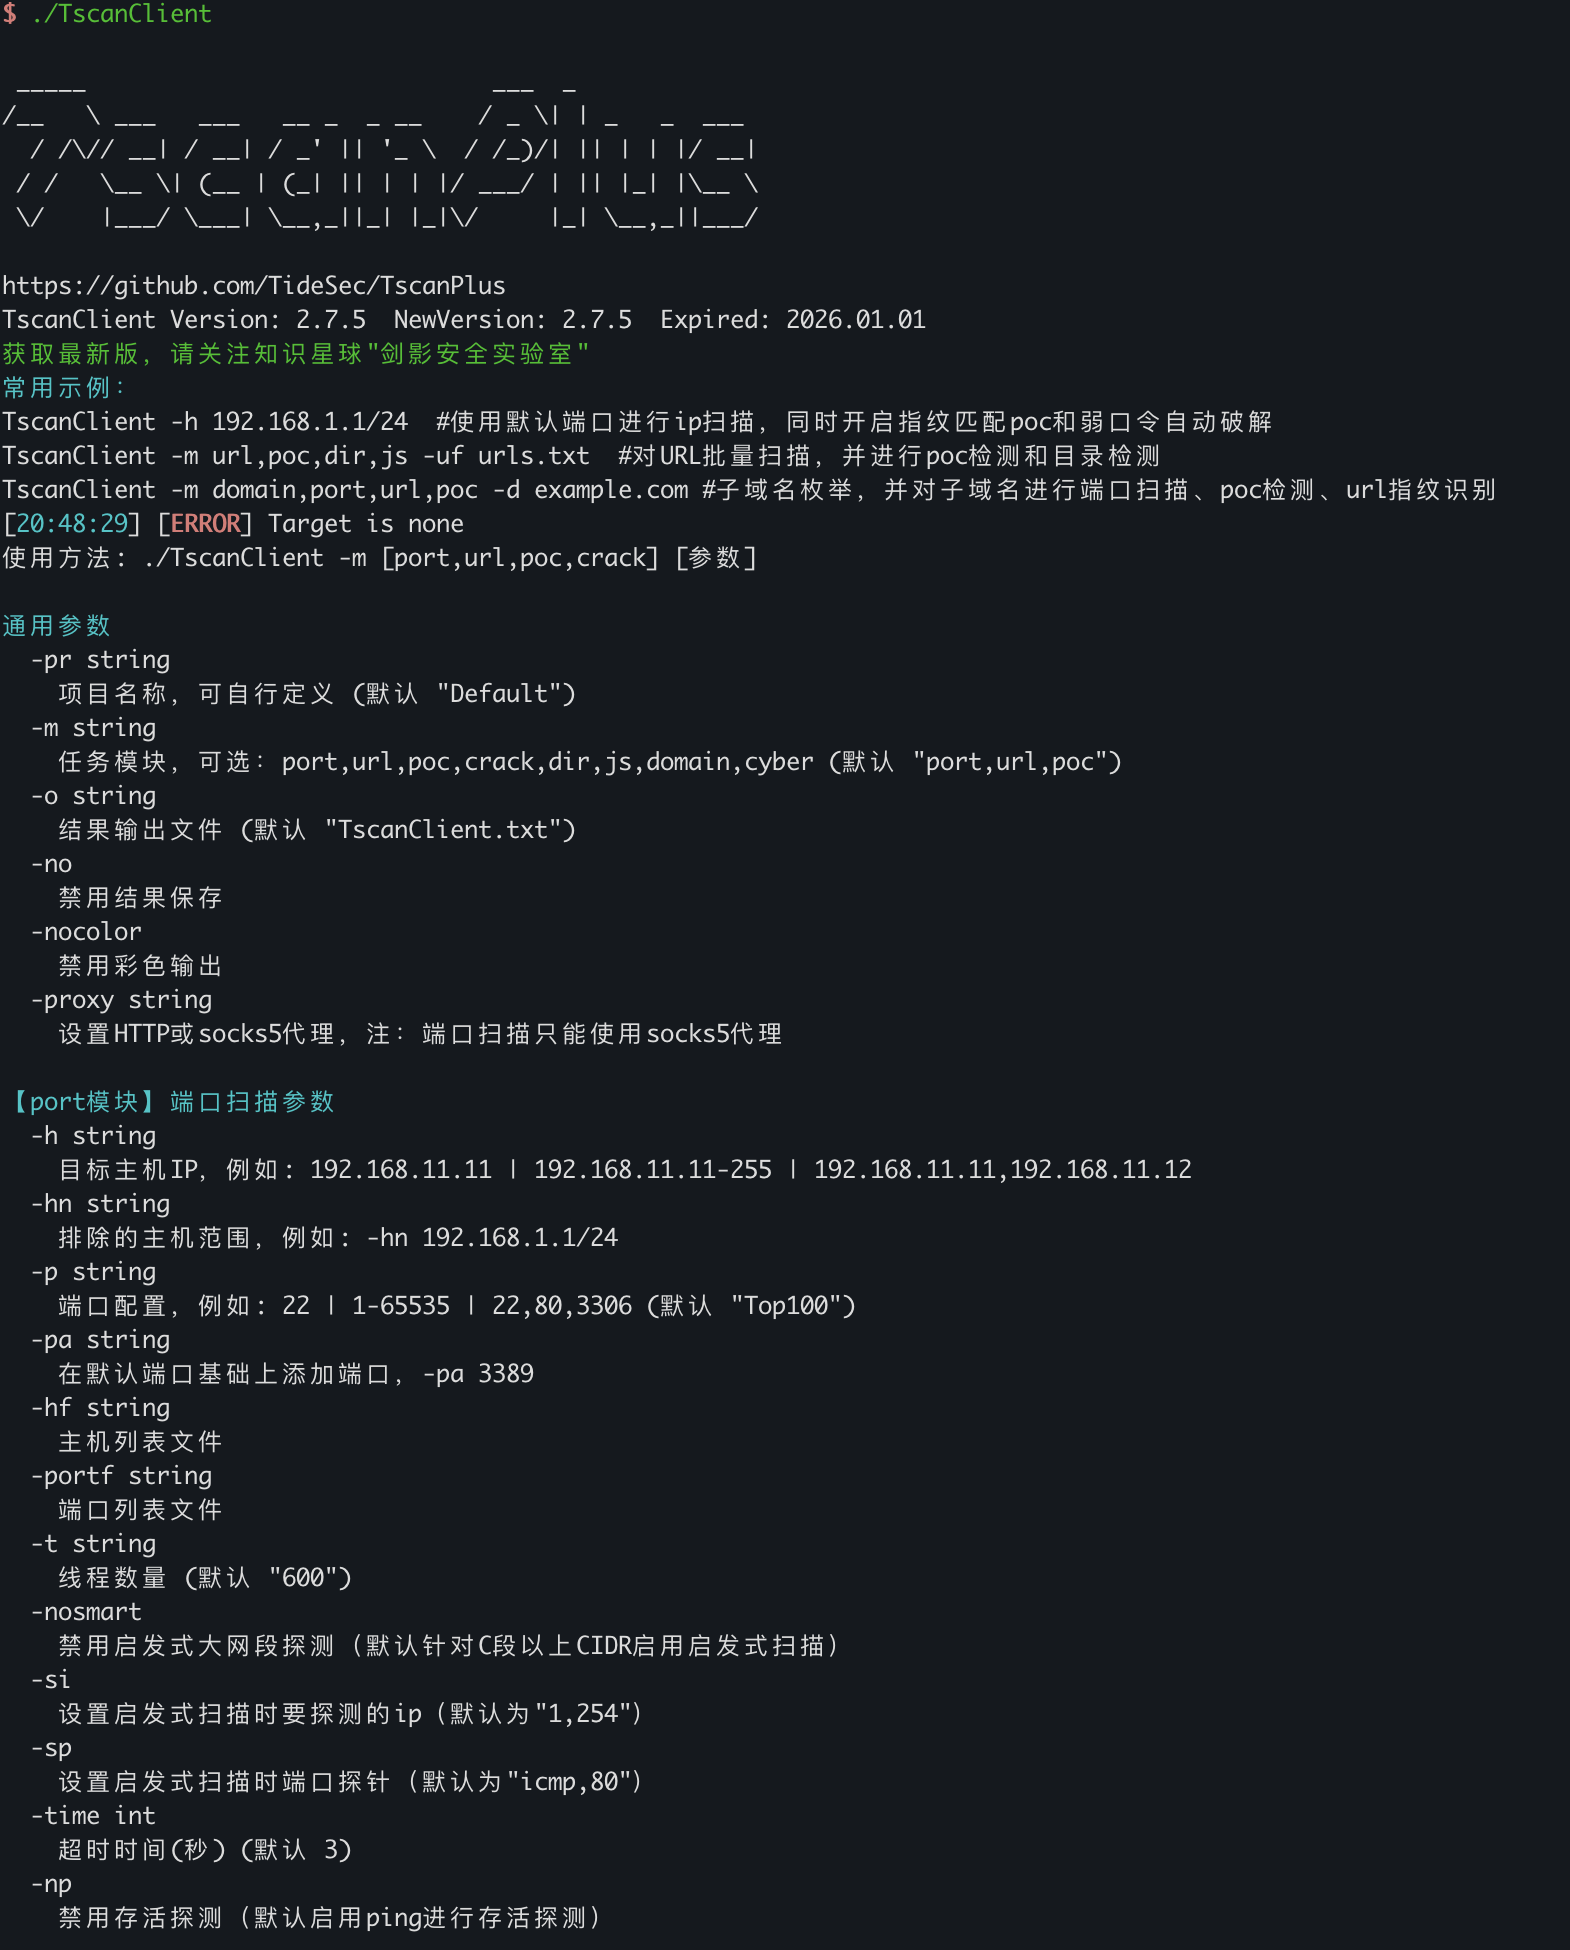 $ ./TscanClient
 _____                             ___  _
/__   \ ___   ___   __ _  _ __    / _ \| | _   _  ___
  / /\// __| / __| / _' || '_ \  / /_)/| || | | |/ __|
 / /   \__ \| (__ | (_| || | | |/ ___/ | || |_| |\__ \
 \/    |___/ \___| \__,_||_| |_|\/     |_| \__,_||___/
https://github.com/TideSec/TscanPlus
TscanClient Version: 2.7.5  NewVersion: 2.7.5  Expired: 2026.01.01
获取最新版, 请关注知识星球"剑影安全实验室"
常用示例:
TscanClient -h 192.168.1.1/24  #使用默认端口进行ip扫描, 同时开启指纹匹配poc和弱口令自动破解
TscanClient -m url,poc,dir,js -uf urls.txt  #对URL批量扫描, 并进行poc检测和目录检测
TscanClient -m domain,port,url,poc -d example.com #子域名枚举, 并对子域名进行端口扫描、poc检测、url指纹识别
[20:48:29] [ERROR] Target is none
使用方法: ./TscanClient -m [port,url,poc,crack] [参数]
通用参数
  -pr string
    项目名称, 可自行定义 (默认 "Default")
  -m string
    任务模块, 可选: port,url,poc,crack,dir,js,domain,cyber (默认 "port,url,poc")
  -o string
    结果输出文件 (默认 "TscanClient.txt")
  -no
    禁用结果保存
  -nocolor
    禁用彩色输出
  -proxy string
    设置HTTP或socks5代理, 注: 端口扫描只能使用socks5代理
【port模块】端口扫描参数
  -h string
    目标主机IP, 例如: 192.168.11.11 | 192.168.11.11-255 | 192.168.11.11,192.168.11.12
  -hn string
    排除的主机范围, 例如: -hn 192.168.1.1/24
  -p string
    端口配置, 例如: 22 | 1-65535 | 22,80,3306 (默认 "Top100")
  -pa string
    在默认端口基础上添加端口, -pa 3389
  -hf string
    主机列表文件
  -portf string
    端口列表文件
  -t string
    线程数量 (默认 "600")
  -nosmart
    禁用启发式大网段探测 (默认针对C段以上CIDR启用启发式扫描)
  -si
    设置启发式扫描时要探测的ip (默认为"1,254")
  -sp
    设置启发式扫描时端口探针 (默认为"icmp,80")
  -time int
    超时时间(秒) (默认 3)
  -np
    禁用存活探测 (默认启用ping进行存活探测)